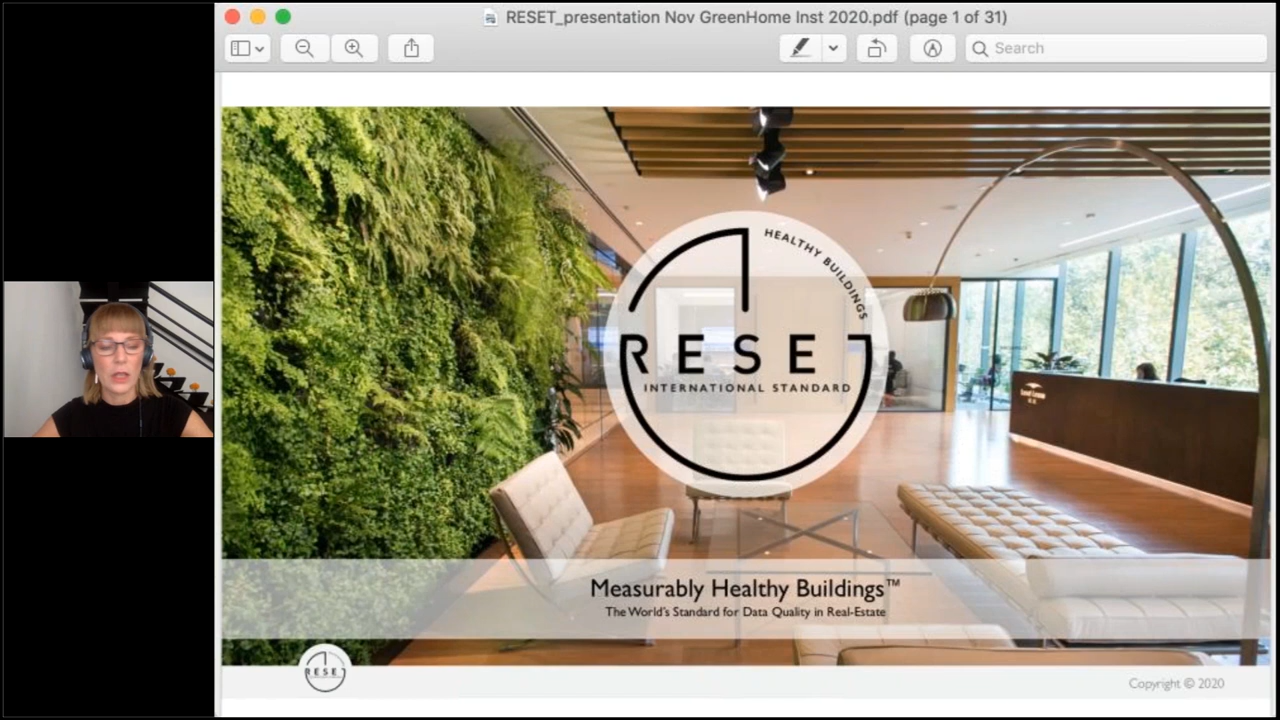 RESET_presentation Nov GreenHome Inst 2020.pdf (page 1 of 31)
Search
HEALTHY BUILDINGS
RESET
INTERNATIONAL STANDARD
Measurably Healthy Buildings™
The World's Standard for Data Quality in Real-Estate
RESET
Copyright © 2020